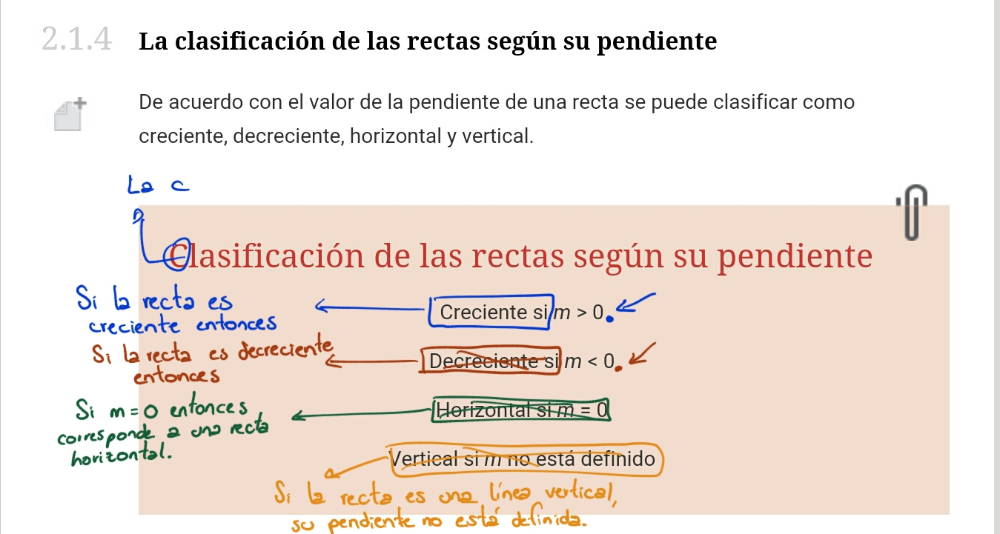 2.1.4 La clasificación de las rectas según su pendiente
De acuerdo con el valor de la pendiente de una recta se puede clasificar como
creciente, decreciente, horizontal y vertical.
La c
Clasificación de las rectas según su pendiente
Si la recta es
creciente entonces
Creciente si m > 0.
Si la recta es decreciente
entonces
Decreciente si m < 0.
Si m = 0 entonces
corresponde a una recta
horizontal.
Horizontal si m = 0
Vertical si m no está definido
Si la recta es una línea vertical,
su pendiente no está definida.